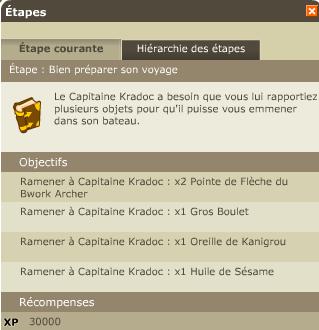 Étapes
Étape courante
Hiérarchie des étapes
Étape : Bien préparer son voyage
Le Capitaine Kradoc a besoin que vous lui rapportiez
plusieurs objets pour qu'il puisse vous emmener
dans son bateau.
Objectifs
Ramener à Capitaine Kradoc : x2 Pointe de Flèche du
Bwork Archer
Ramener à Capitaine Kradoc : x1 Gros Boulet
Ramener à Capitaine Kradoc : x1 Oreille de Kanigrou
Ramener à Capitaine Kradoc : x1 Huile de Sésame
Récompenses
XP 30000